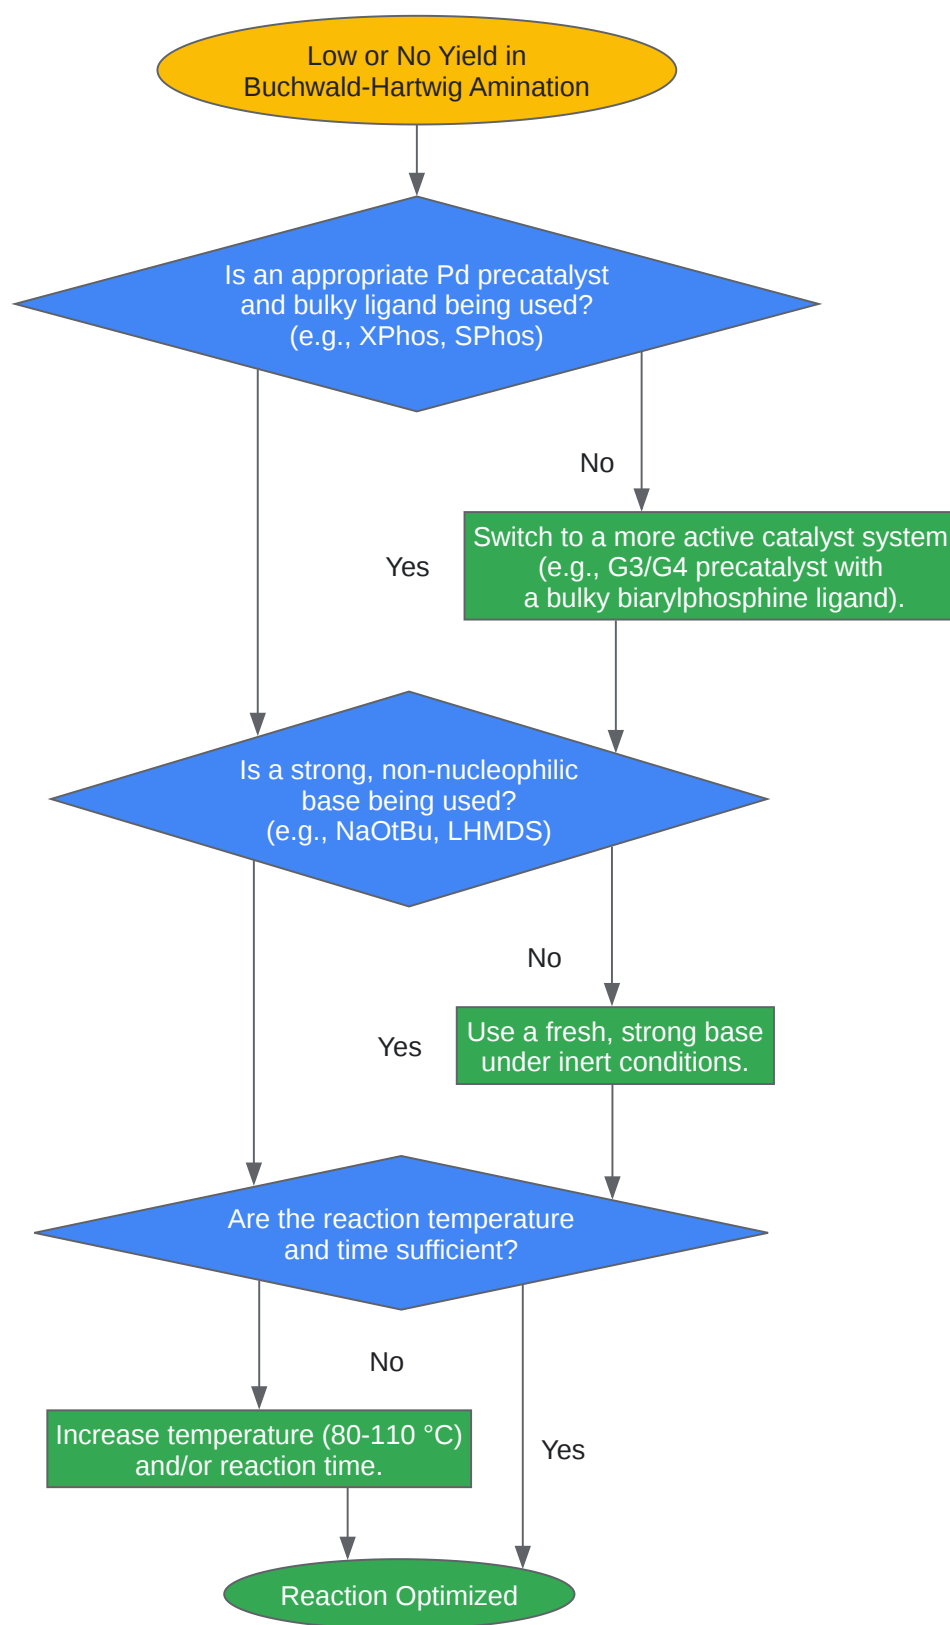 Low or No Yield in
Buchwald-Hartwig Amination
Is an appropriate Pd precatalyst
and bulky ligand being used?
(e.g., XPhos, SPhos)
No
Switch to a more active catalyst system
(e.g., G3/G4 precatalyst with
a bulky biarylphosphine ligand).
Yes
Is a strong, non-nucleophilic
base being used?
(e.g., NaOtBu, LHMDS)
No
Use a fresh, strong base
under inert conditions.
Yes
Are the reaction temperature
and time sufficient?
No
Increase temperature (80-110 °C)
and/or reaction time.
Yes
Reaction Optimized